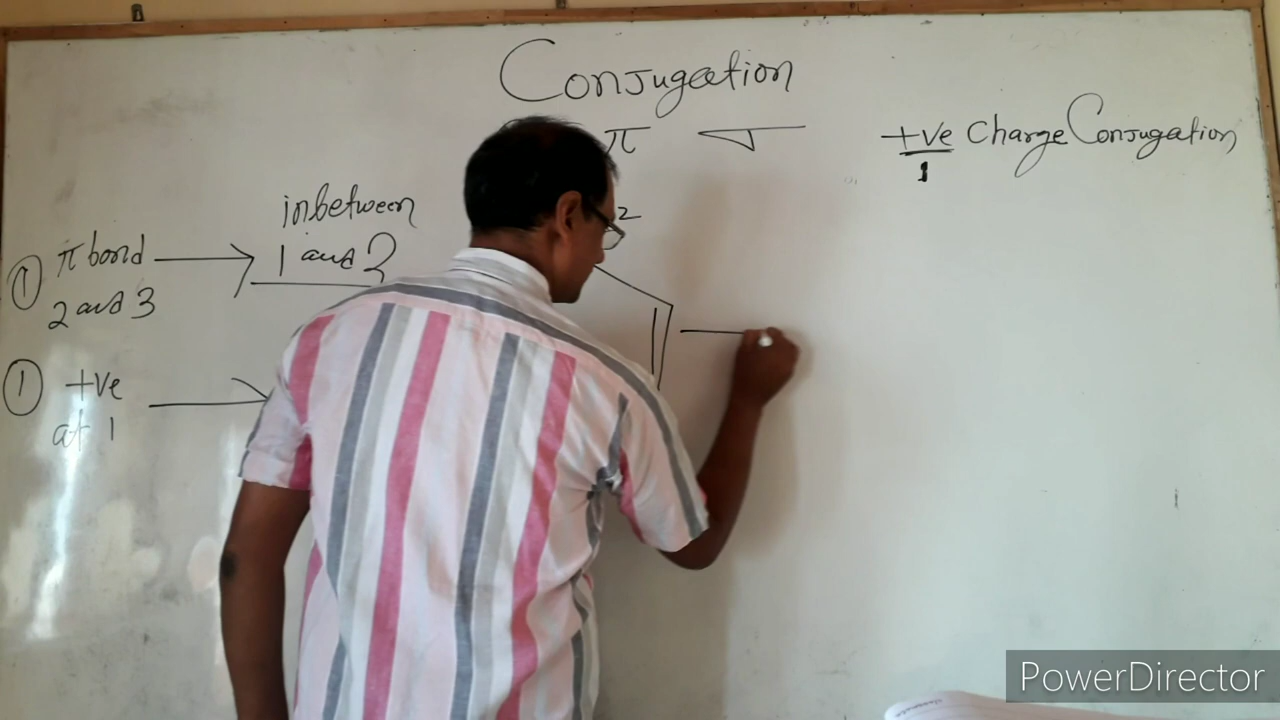 Conjugation
π σ
+ve Charge Conjugation
1
inbetween
1 and 2
2
① π bond
2 and 3
① +ve
at 1
PowerDirector